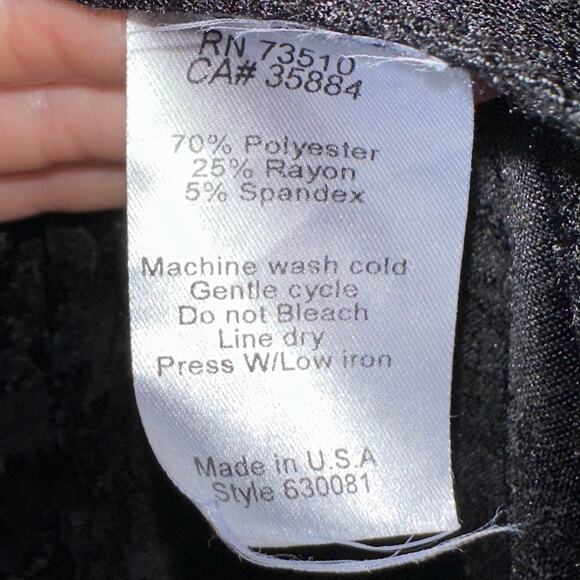 RN 73510
CA# 35884
70% Polyester
25% Rayon
5% Spandex
Machine wash cold
Gentle cycle
Do not Bleach
Line dry
Press W/Low iron
Made in U.S.A
Style 630081